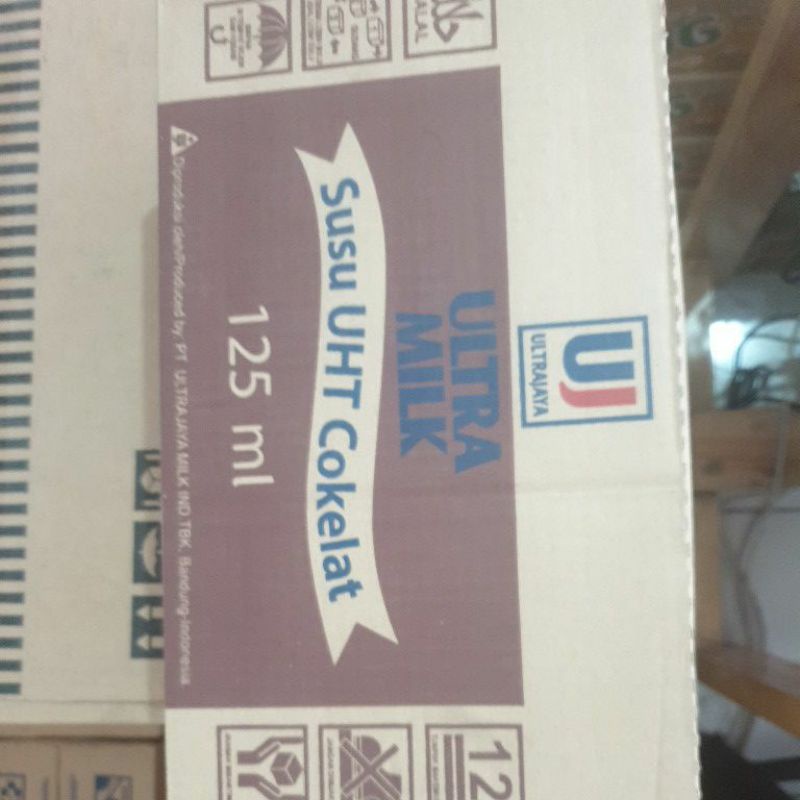 UJ
ULTRAJAYA
ULTRA
MILK
Susu UHT Cokelat
125 ml
Diproduksi oleh/Produced by: PT. ULTRAJAYA MILK IND TBK, Bandung-Indonesia
12